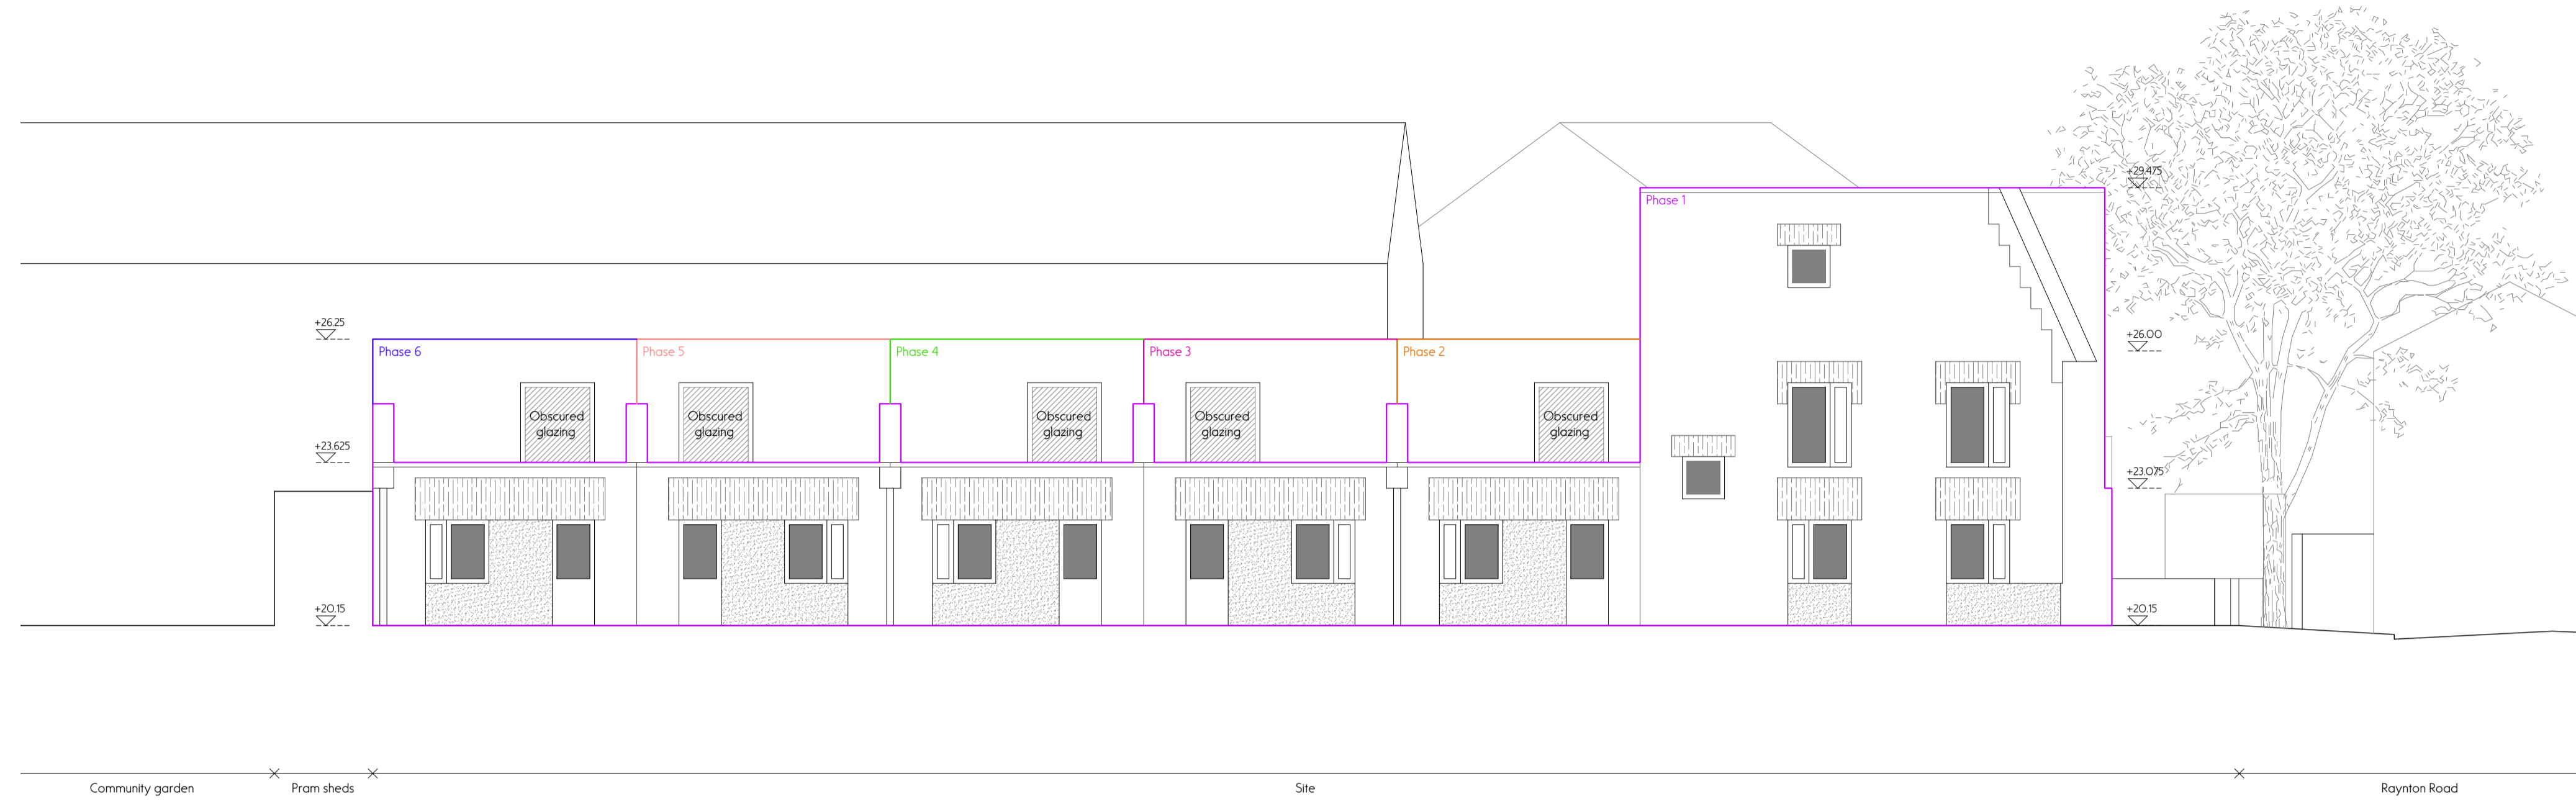 +29.475
Phase 1
+26.25
+26.00
Phase 6
Phase 5
Phase 4
Phase 3
Phase 2
Obscured
glazing
Obscured
glazing
Obscured
glazing
Obscured
glazing
Obscured
glazing
+23.625
+23.075
+20.15
+20.15
Community garden
Pram sheds
Site
Raynton Road